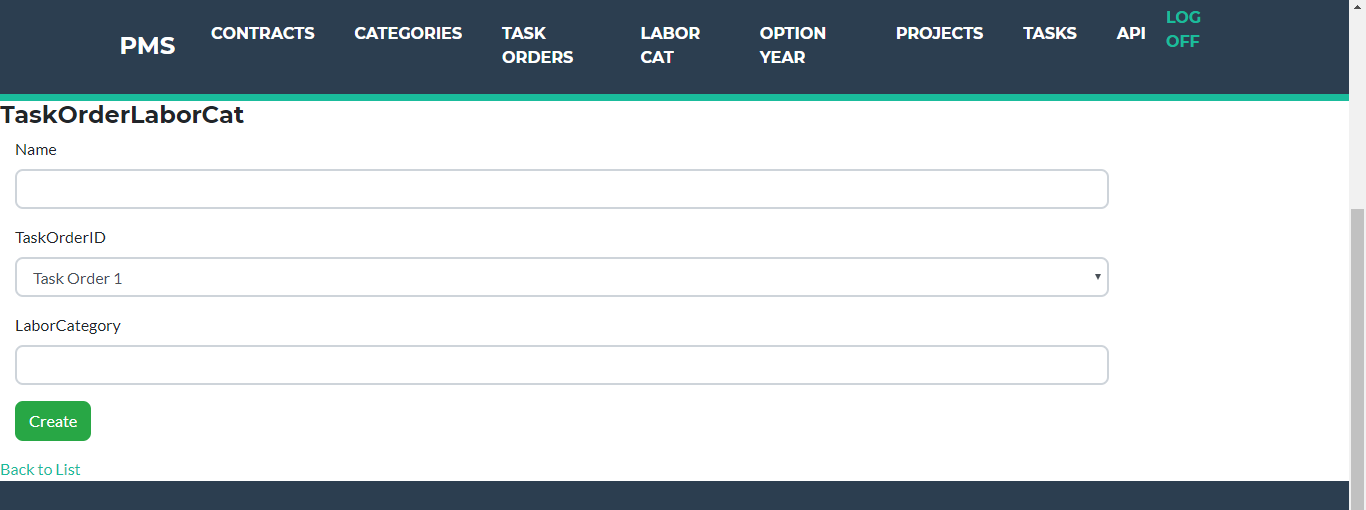 PMS
CONTRACTS
CATEGORIES
TASK
ORDERS
LABOR
CAT
OPTION
YEAR
PROJECTS
TASKS
API
LOG
OFF
TaskOrderLaborCat
Name
TaskOrderID
Task Order 1
LaborCategory
Create
Back to List